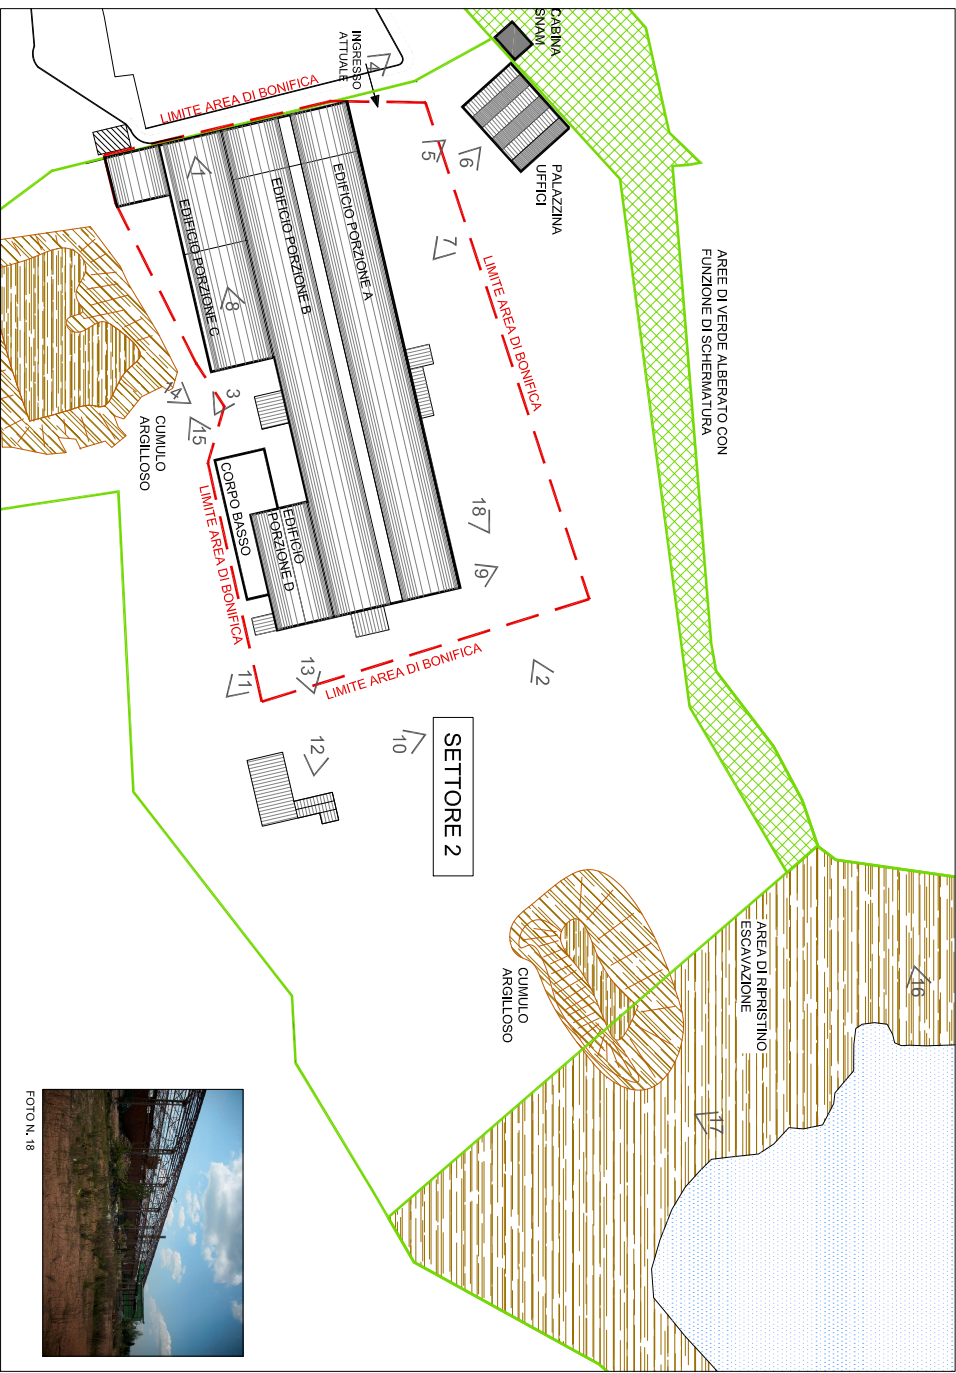 CABINA
SNAM
INGRESSO
ATTUALE
4
LIMITE AREA DI BONIFICA
PALAZZINA
UFFICI
5
6
7
AREE DI VERDE ALBERATO CON
FUNZIONE DI SCHERMATURA
LIMITE AREA DI BONIFICA
EDIFICIO PORZIONE A
EDIFICIO PORZIONE B
EDIFICIO PORZIONE C
1
8
3
14
15
CUMULO
ARGILLOSO
CORPO BASSO
EDIFICIO
PORZIONE D
LIMITE AREA DI BONIFICA
18
9
2
LIMITE AREA DI BONIFICA
13
11
12
10
SETTORE 2
CUMULO
ARGILLOSO
AREA DI RIPRISTINO
ESCAVAZIONE
16
17
FOTO N. 18